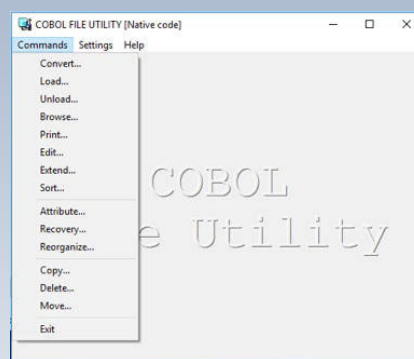 COBOL FILE UTILITY [Native code]
Commands Settings Help
Convert...
Load...
Unload...
Browse...
Print...
Edit...
Extend...
Sort...
Attribute...
Recovery...
Reorganize...
Copy...
Delete...
Move...
Exit
COBOL
e Utility